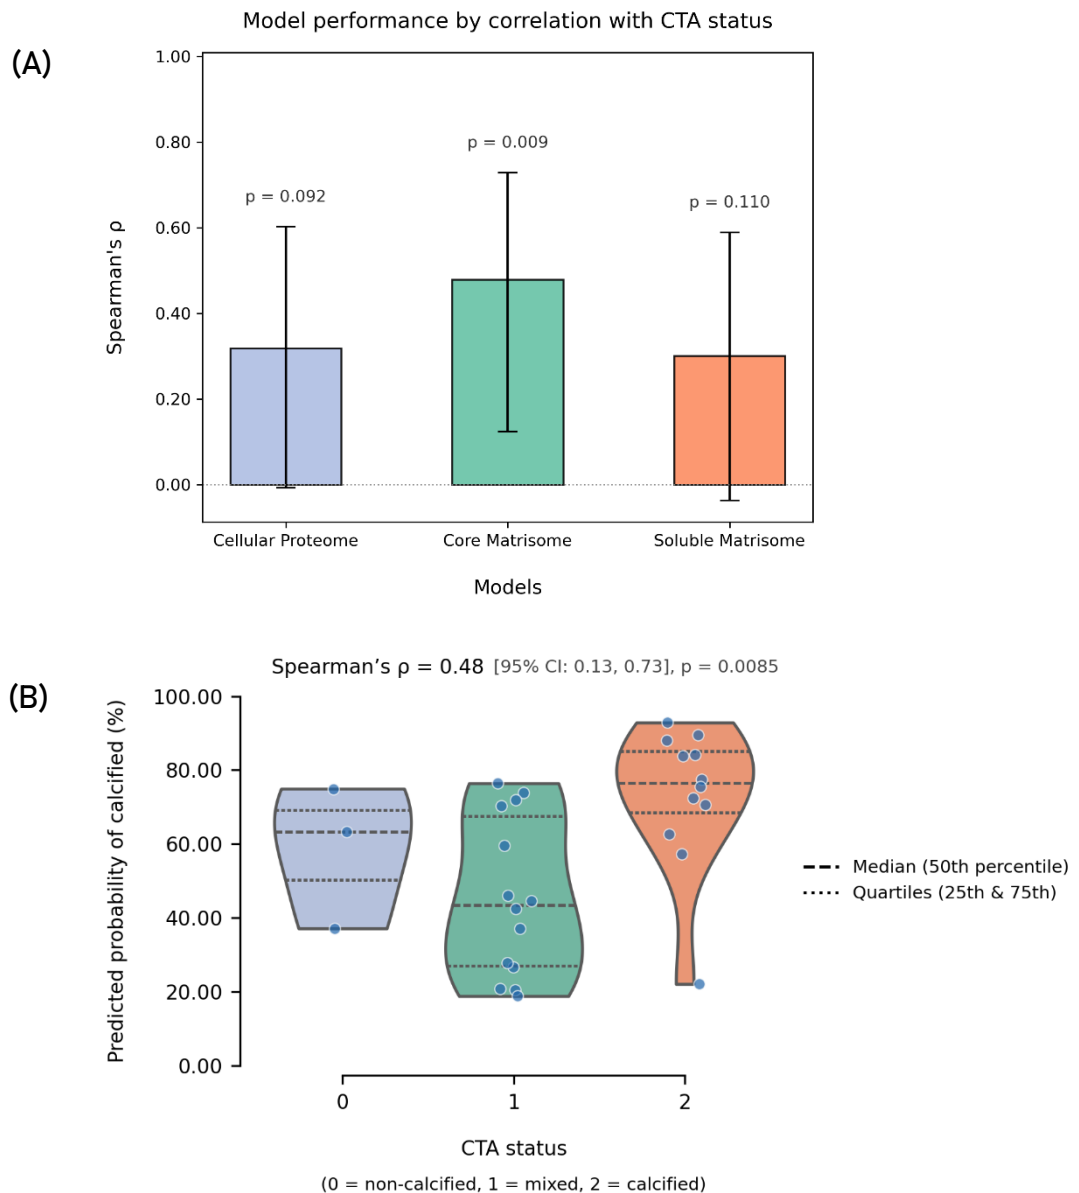 Model performance by correlation with CTA status
(A)
1.00
0.80
0.60
0.40
0.20
0.00
Spearman's ρ
p = 0.092
p = 0.009
p = 0.110
Cellular Proteome
Core Matrisome
Soluble Matrisome
Models
Spearman’s ρ = 0.48 [95% CI: 0.13, 0.73], p = 0.0085
(B)
100.00
80.00
60.00
40.00
20.00
0.00
Predicted probability of calcified (%)
Median (50th percentile)
Quartiles (25th & 75th)
0
1
2
CTA status
(0 = non-calcified, 1 = mixed, 2 = calcified)